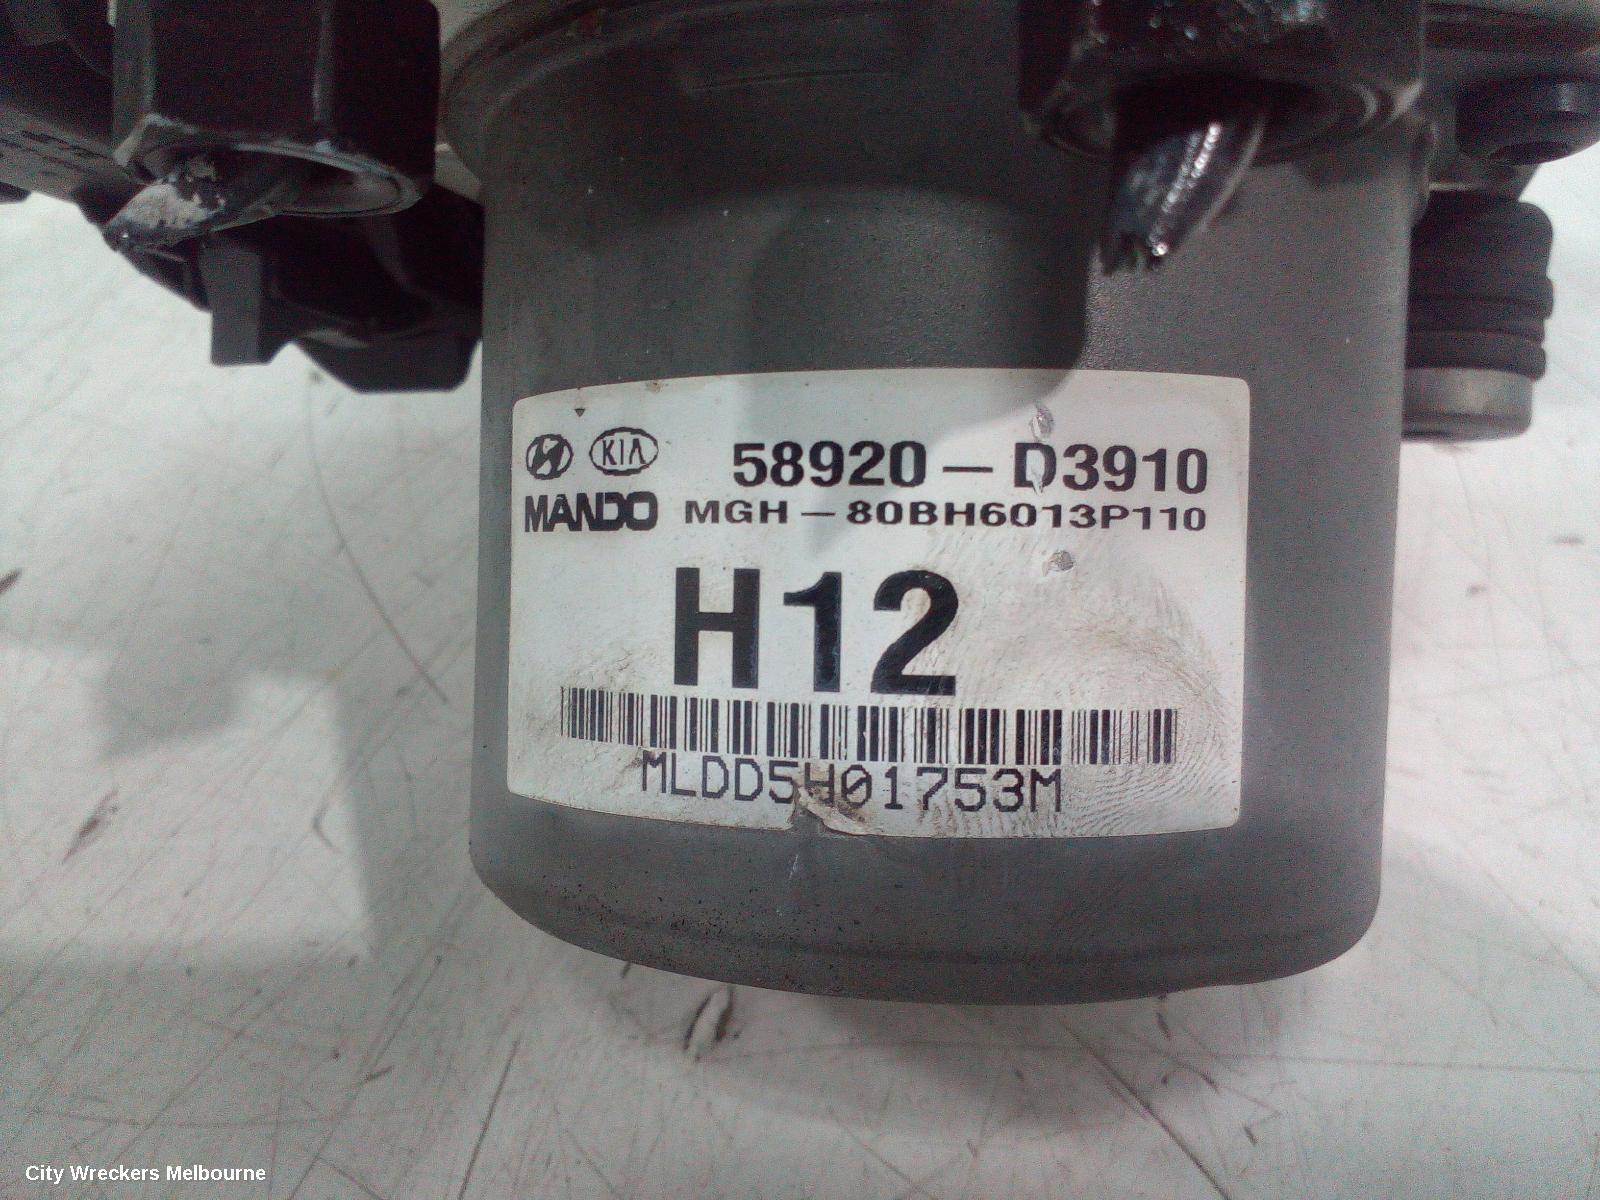 KIA 58920-D3910
MANDO MGH-80BH6013P110
H12
MLDD5H01753M
City Wreckers Melbourne